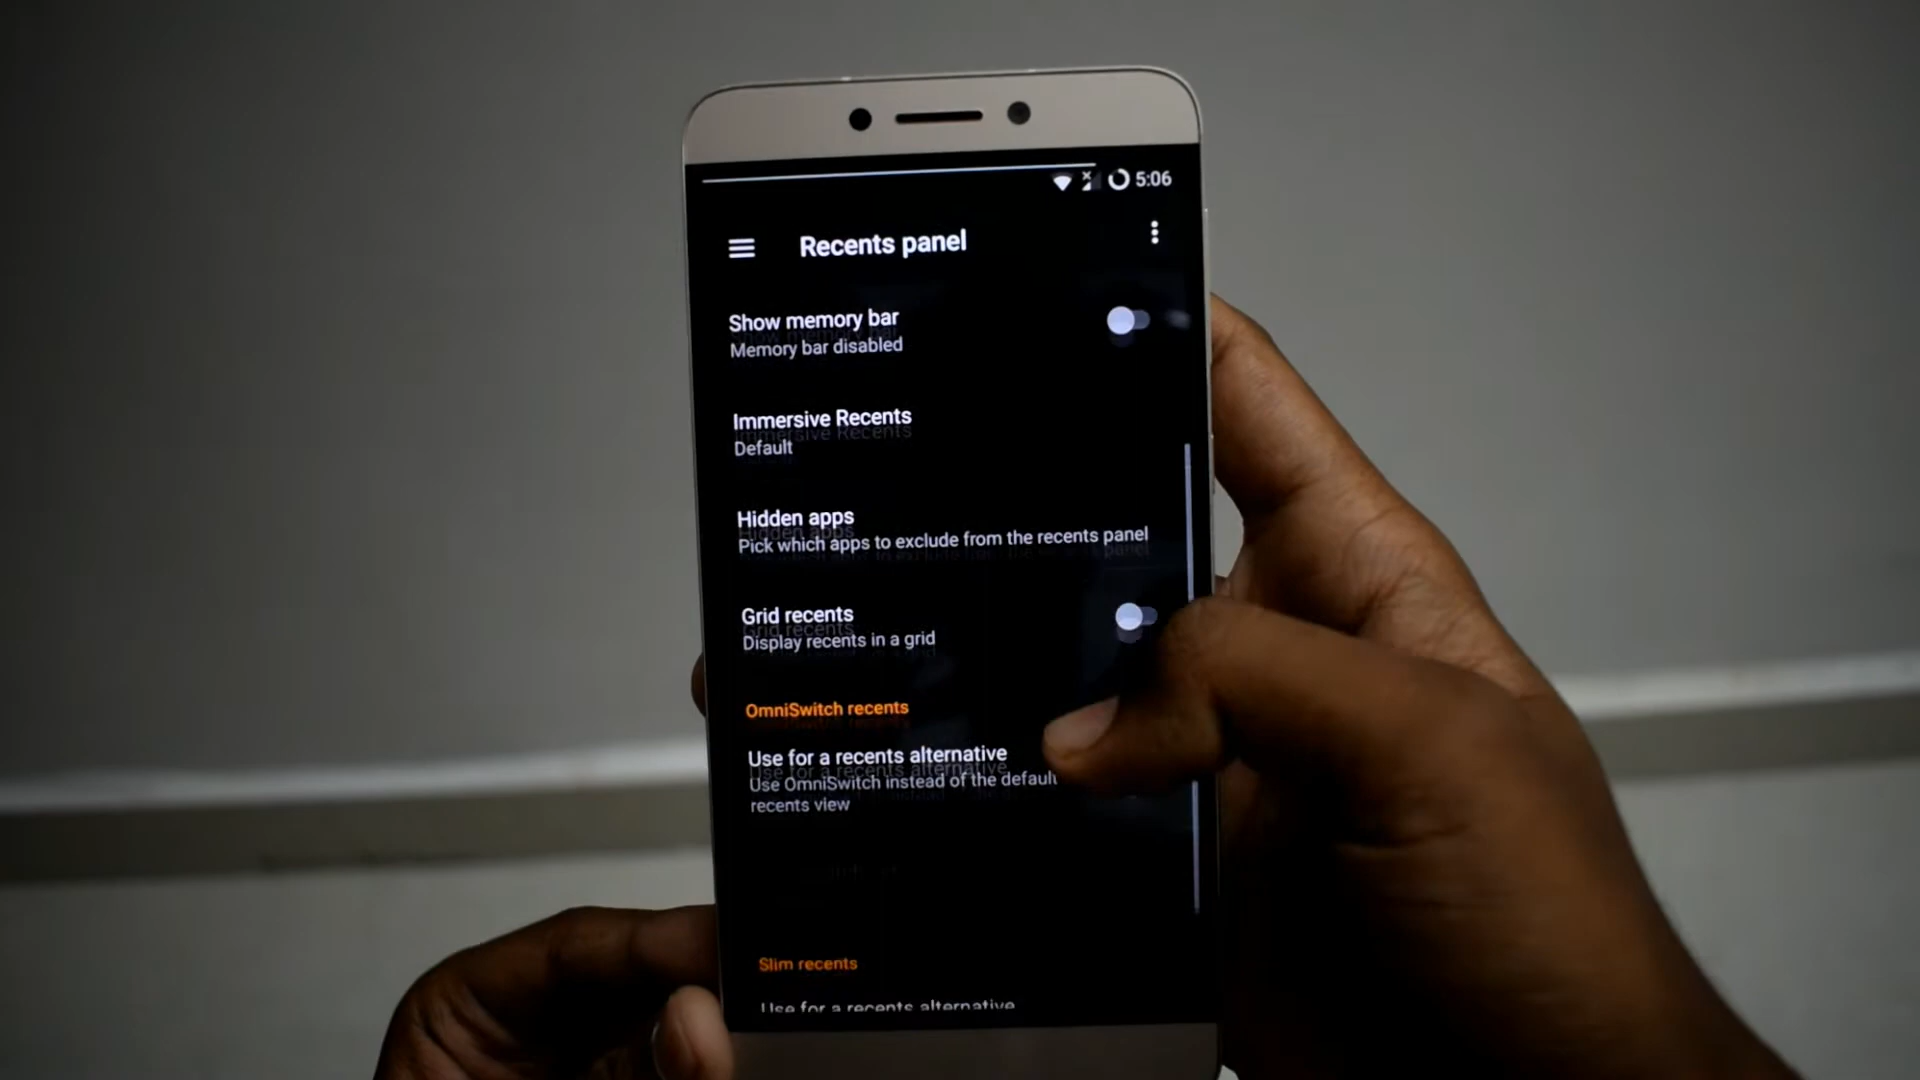 5:06
Recents panel
Show memory bar
Memory bar disabled
Immersive Recents
Default
Hidden apps
Pick which apps to exclude from the recents panel
Grid recents
Display recents in a grid
OmniSwitch recents
Use for a recents alternative
Use OmniSwitch instead of the default
recents view
Slim recents
Use for a recents alternative